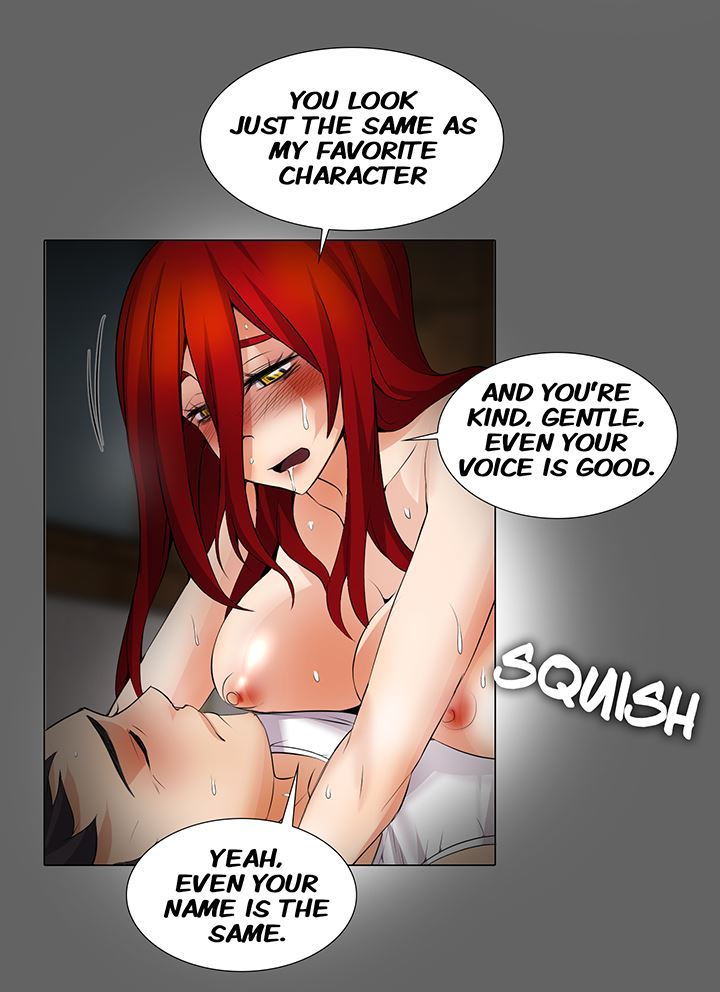 YOU LOOK
JUST THE SAME AS
MY FAVORITE
CHARACTER
AND YOU'RE
KIND, GENTLE,
EVEN YOUR
VOICE IS GOOD.
SQUISH
YEAH,
EVEN YOUR
NAME IS THE
SAME.